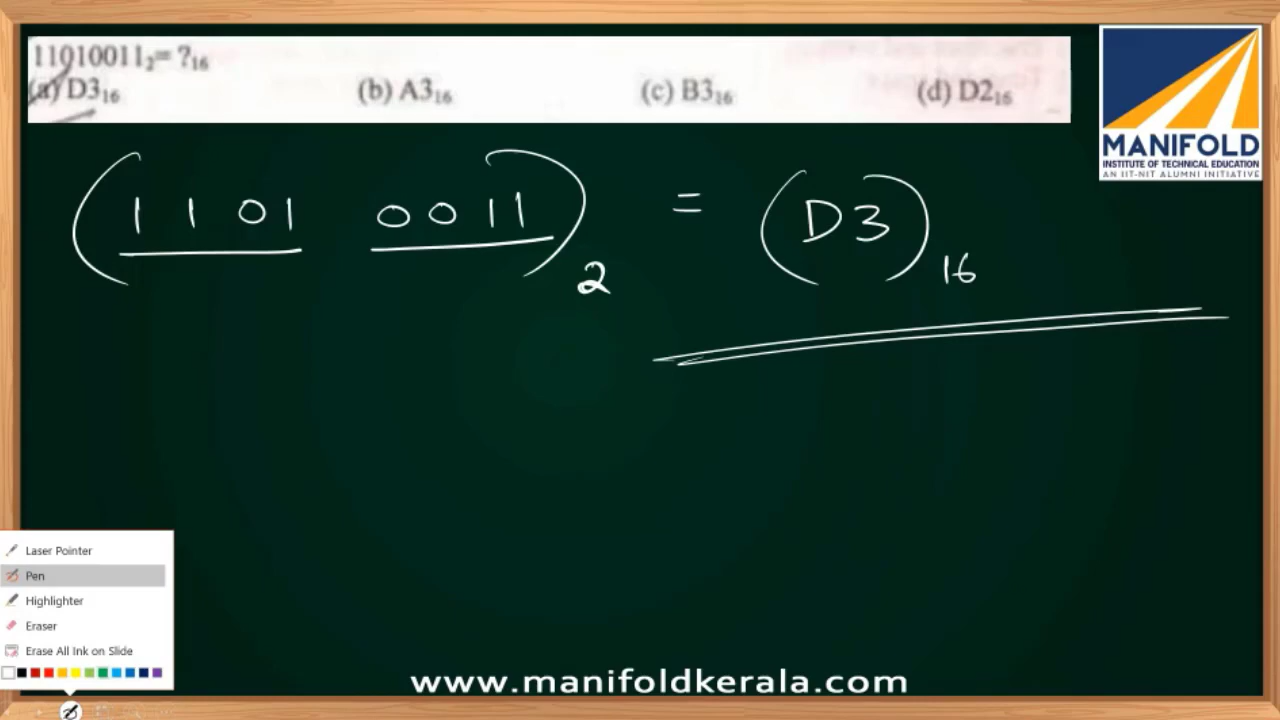 11010011₂= ?₁₆
(a) D3₁₆ (b) A3₁₆ (c) B3₁₆ (d) D2₁₆
MANIFOLD
INSTITUTE OF TECHNICAL EDUCATION
AN IIT-NIT ALUMNI INITIATIVE
(1101 0011)₂ = (D3)₁₆
Laser Pointer
Pen
Highlighter
Eraser
Erase All Ink on Slide
www.manifoldkerala.com